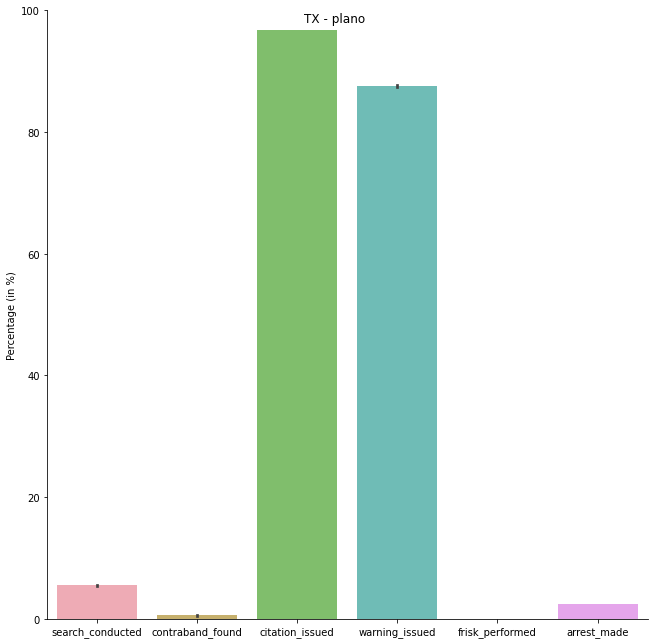 TX - plano
100
80
60
40
20
0
Percentage (in %)
search_conducted contraband_found citation_issued warning_issued frisk_performed arrest_made